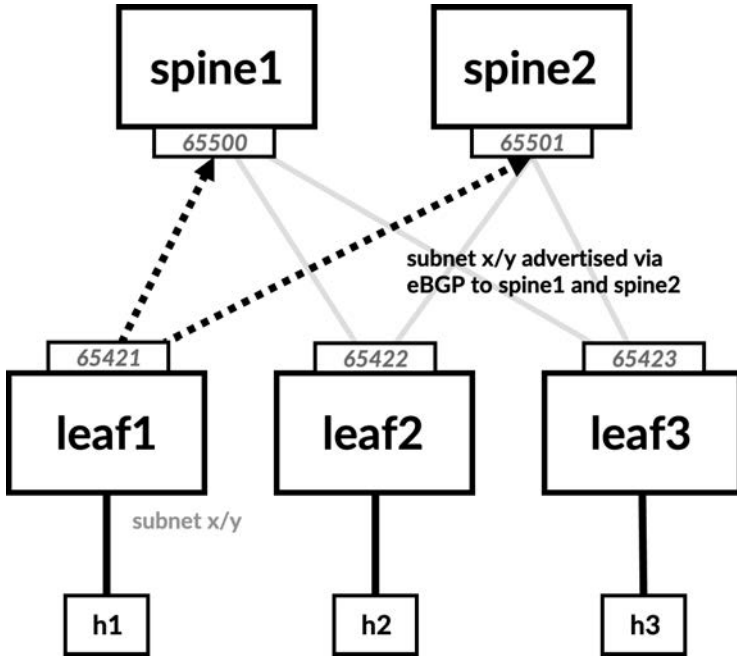 spine1
spine2
65500
65501
subnet x/y advertised via
eBGP to spine1 and spine2
65421
65422
65423
leaf1
leaf2
leaf3
subnet x/y
h1
h2
h3